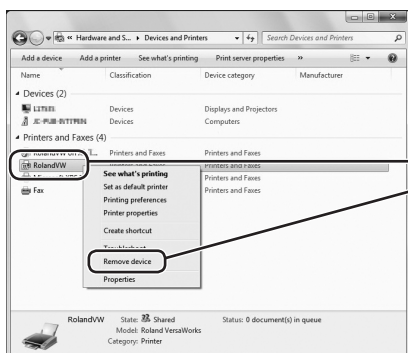 « Hardware and S... ▸ Devices and Printers
Search Devices and Printers
Add a device Add a printer See what's printing Print server properties »
Name Classification Device category Manufacturer
Devices (2)
Devices Displays and Projectors
Devices Computers
Printers and Faxes (4)
Printers and Faxes Printers and Faxes
RolandVW Printers and Faxes
Printers and Faxes
Fax Printers and Faxes
See what's printing
Set as default printer
Printing preferences
Printer properties
Create shortcut
Troubleshoot
Remove device
Properties
RolandVW State: Shared Status: 0 document(s) in queue
Model: Roland VersaWorks
Category: Printer